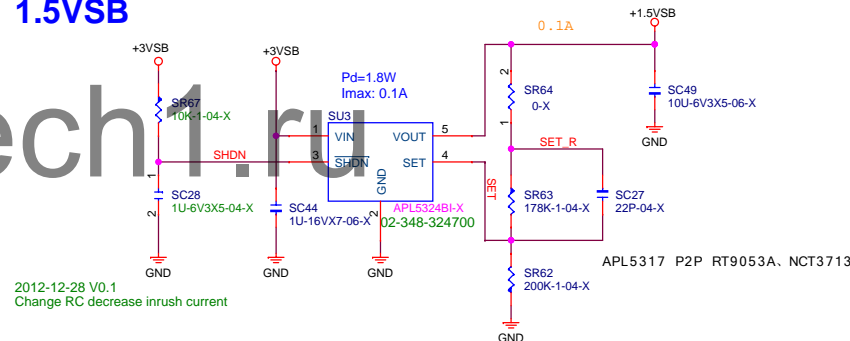 1.5VSB
+1.5VSB
0.1A
+3VSB
+3VSB
Pd=1.8W
Imax: 0.1A
SR67
10K-1-04-X
SU3
1
VIN
VOUT
5
3
SHDN
SET
4
GND
2
SHDN
APL5324BI-X
02-348-324700
1
SC28
1U-6V3X5-04-X
2
SC44
1U-16VX7-06-X
2
SR64
0-X
1
SET_R
SET
SR63
178K-1-04-X
SC27
22P-04-X
SC49
10U-6V3X5-06-X
GND
SR62
200K-1-04-X
APL5317 P2P RT9053A、NCT3713
GND
GND
GND
GND
2012-12-28 V0.1
Change RC decrease inrush current
ech1.ru